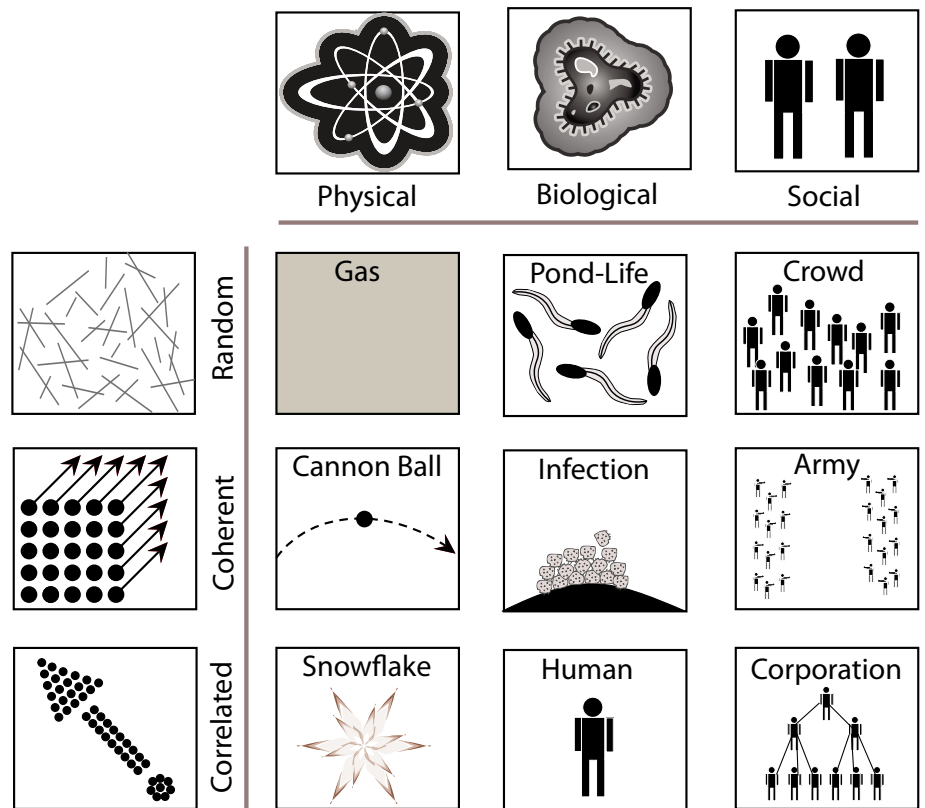 Physical
Biological
Social
Random
Gas
Pond-Life
Crowd
Coherent
Cannon Ball
Infection
Army
Correlated
Snowflake
Human
Corporation